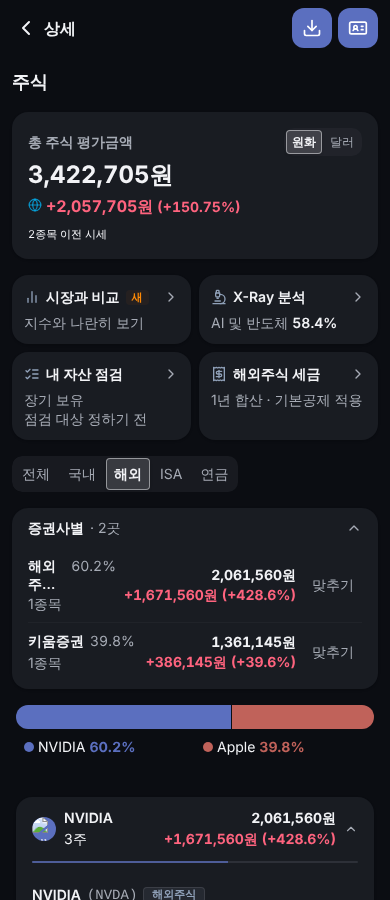 상세
주식
총 주식 평가금액
원화 달러
3,422,705원
+2,057,705원 (+150.75%)
2종목 이전 시세
시장과 비교 새
지수와 나란히 보기
X-Ray 분석
AI 및 반도체 58.4%
내 자산 점검
장기 보유
점검 대상 정하기 전
해외주식 세금
1년 합산 · 기본공제 적용
전체 국내 해외 ISA 연금
증권사별 · 2곳
해외 60.2%
주…
1종목
2,061,560원
+1,671,560원 (+428.6%)
맞추기
키움증권 39.8%
1종목
1,361,145원
+386,145원 (+39.6%)
맞추기
NVIDIA 60.2%
Apple 39.8%
NVIDIA
3주
2,061,560원
+1,671,560원 (+428.6%)
NVIDIA (NVDA) 해외주식